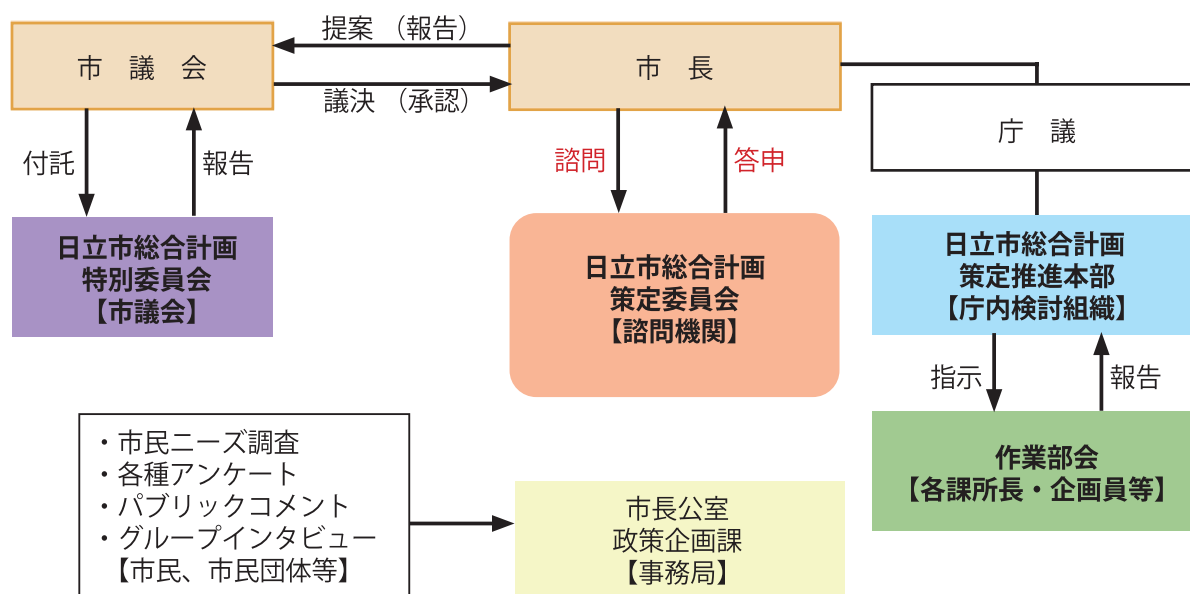 提案（報告）
市　議　会
市　長
議決（承認）
庁　議
付託
報告
諮問
答申
日立市総合計画
特別委員会
【市議会】
日立市総合計画
策定委員会
【諮問機関】
日立市総合計画
策定推進本部
【庁内検討組織】
指示
報告
・市民ニーズ調査
・各種アンケート
・パブリックコメント
・グループインタビュー
【市民、市民団体等】
作業部会
【各課所長・企画員等】
市長公室
政策企画課
【事務局】